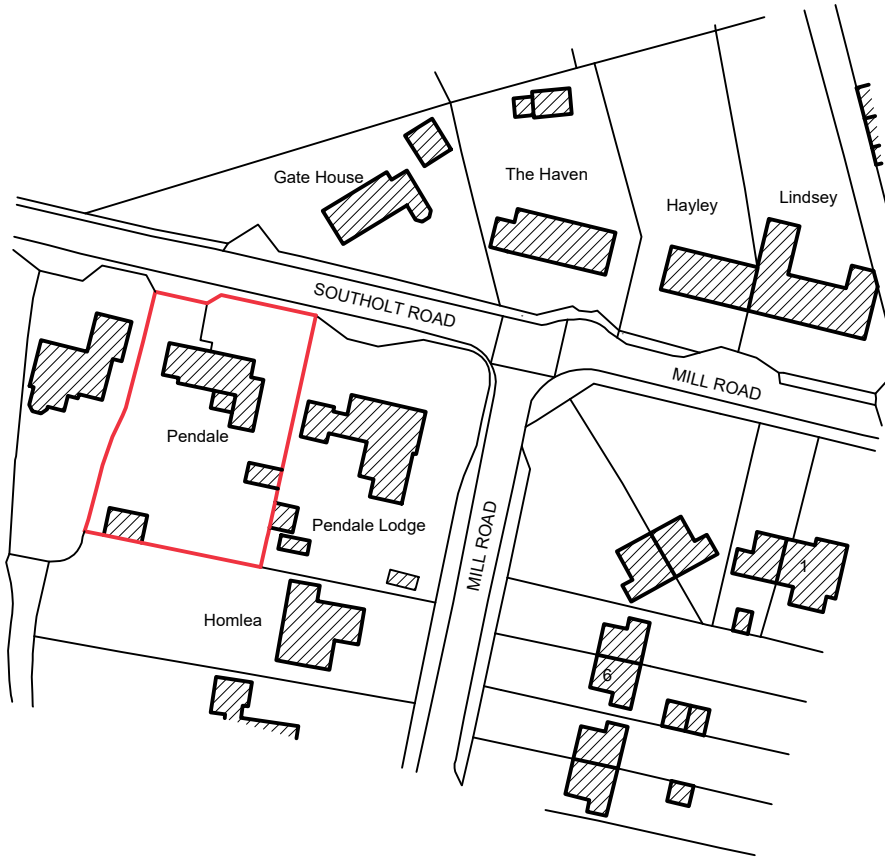 Gate House
The Haven
Hayley
Lindsey
SOUTHOLT ROAD
MILL ROAD
Pendale
Pendale Lodge
MILL ROAD
1
Homlea
6